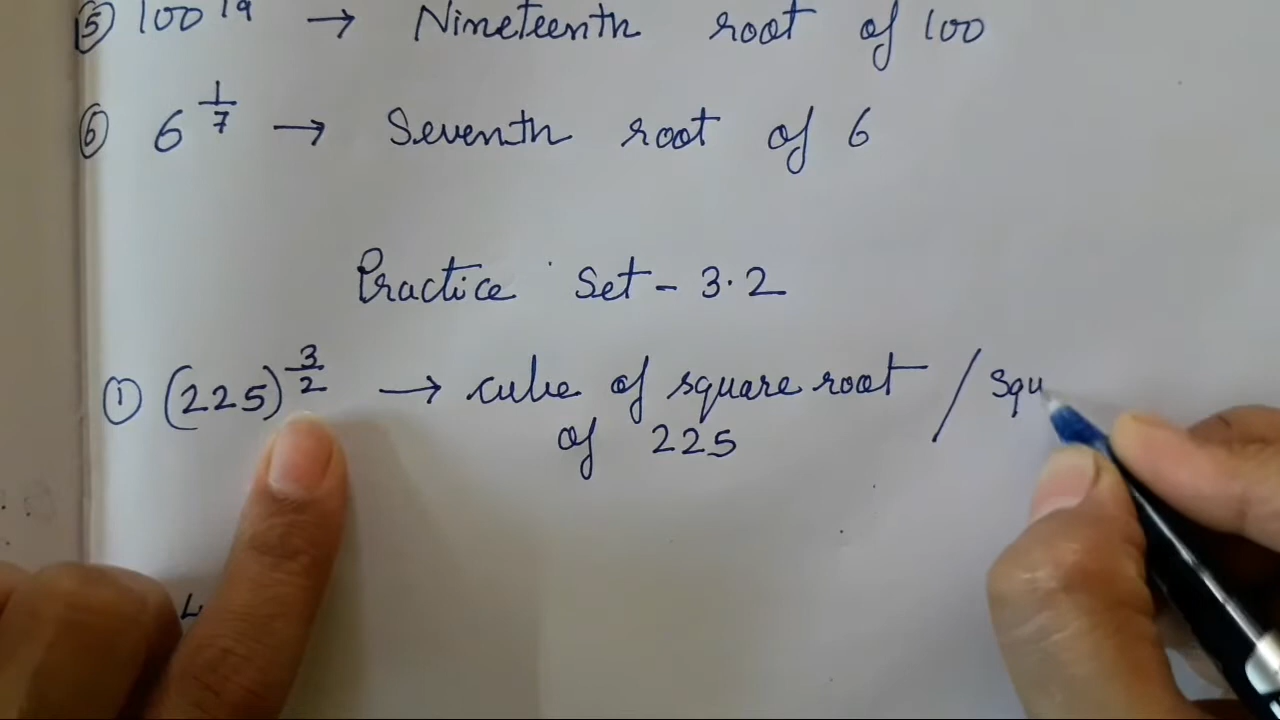 ⑤ 100 19 → Nineteenth root of 100
⑥ 6^1/7 → Seventh root of 6
Practice Set - 3.2
① (225)^3/2 → cube of square root / Squ
of 225